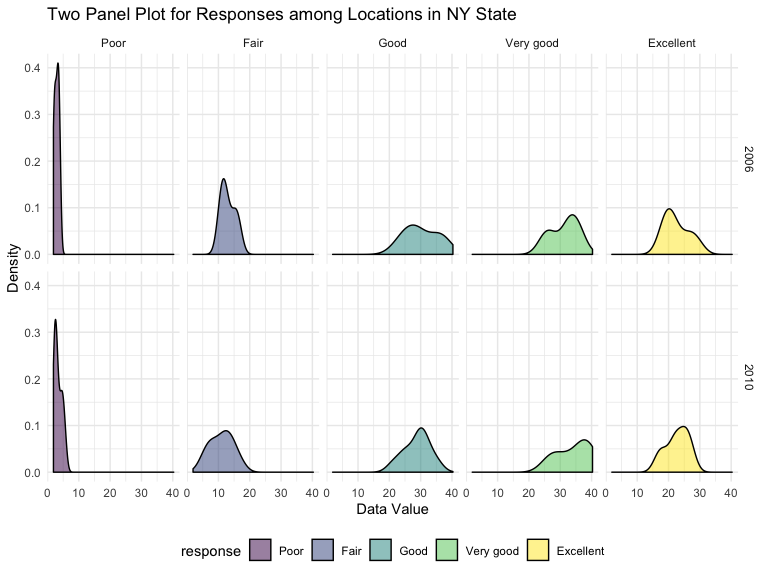 Two Panel Plot for Responses among Locations in NY State
Poor Fair Good Very good Excellent
0.4
0.3
0.2
0.1
0.0
2006
Density
0.4
0.3
0.2
0.1
0.0
2010
0 10 20 30 40 0 10 20 30 40 0 10 20 30 40 0 10 20 30 40 0 10 20 30 40
Data Value
response Poor Fair Good Very good Excellent